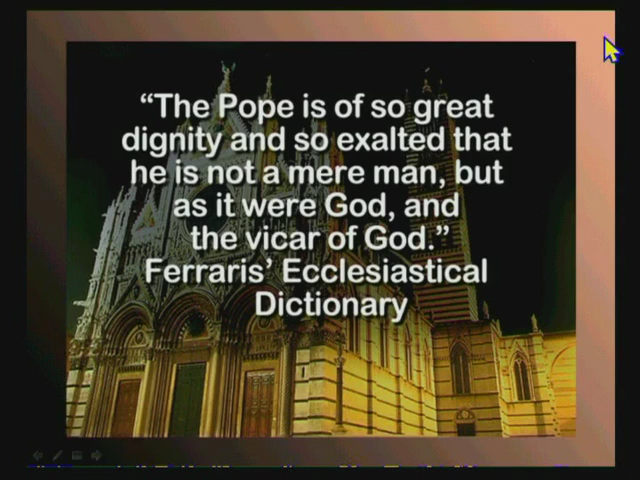 “The Pope is of so great
dignity and so exalted that
he is not a mere man, but
as it were God, and
the vicar of God.”
Ferraris’ Ecclesiastical
Dictionary